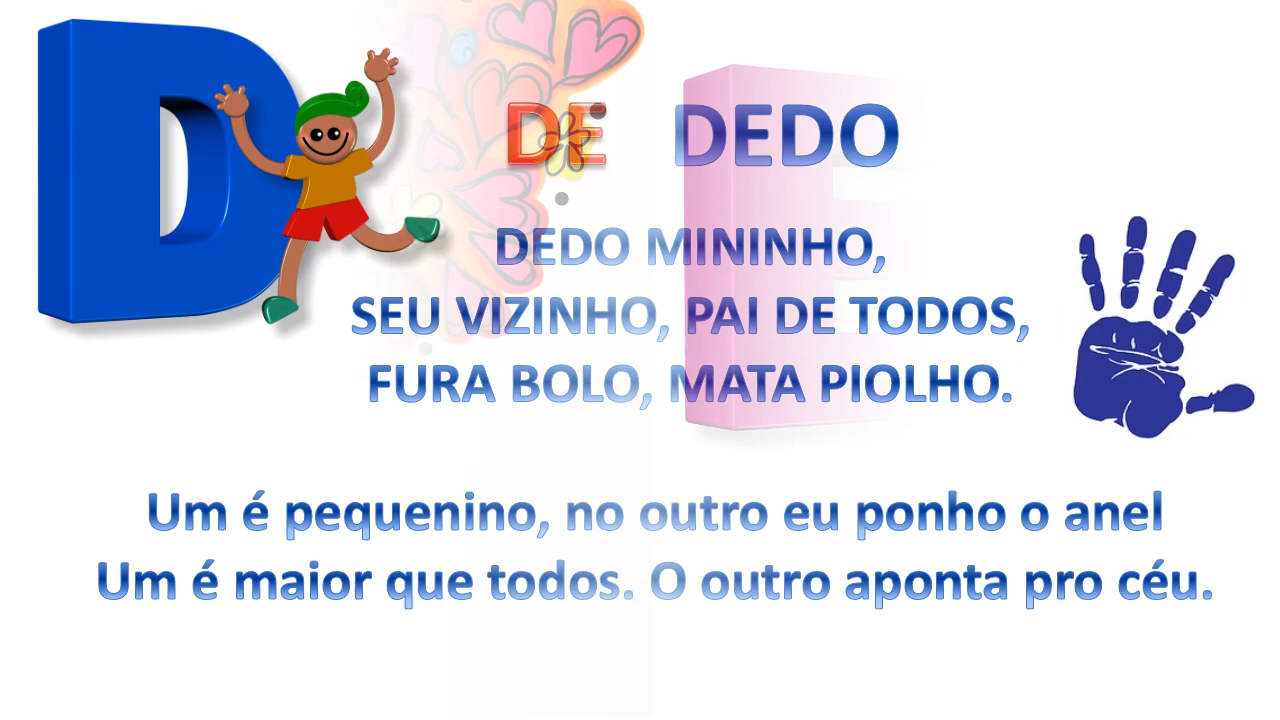 D
DE DEDO
E
DEDO MININHO,
SEU VIZINHO, PAI DE TODOS,
FURA BOLO, MATA PIOLHO.
Um é pequenino, no outro eu ponho o anel
Um é maior que todos. O outro aponta pro céu.